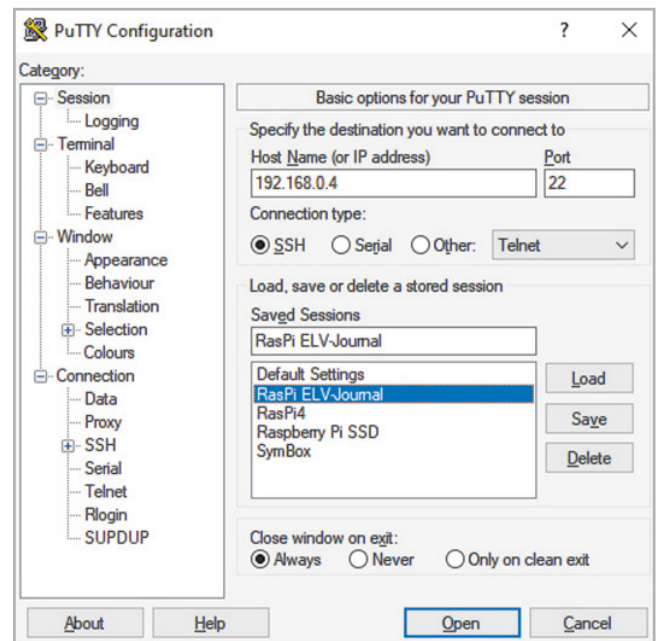 PuTTY Configuration ? ×
Category:
Session
Logging
Terminal
Keyboard
Bell
Features
Window
Appearance
Behaviour
Translation
Selection
Colours
Connection
Data
Proxy
SSH
Serial
Telnet
Rlogin
SUPDUP
Basic options for your PuTTY session
Specify the destination you want to connect to
Host Name (or IP address) Port
192.168.0.4 22
Connection type:
SSH Serial Other: Telnet
Load, save or delete a stored session
Saved Sessions
RasPi ELV-Journal
Default Settings
RasPi ELV-Journal
RasPi4
Raspberry Pi SSD
SymBox
Load
Save
Delete
Close window on exit:
Always Never Only on clean exit
About Help Open Cancel